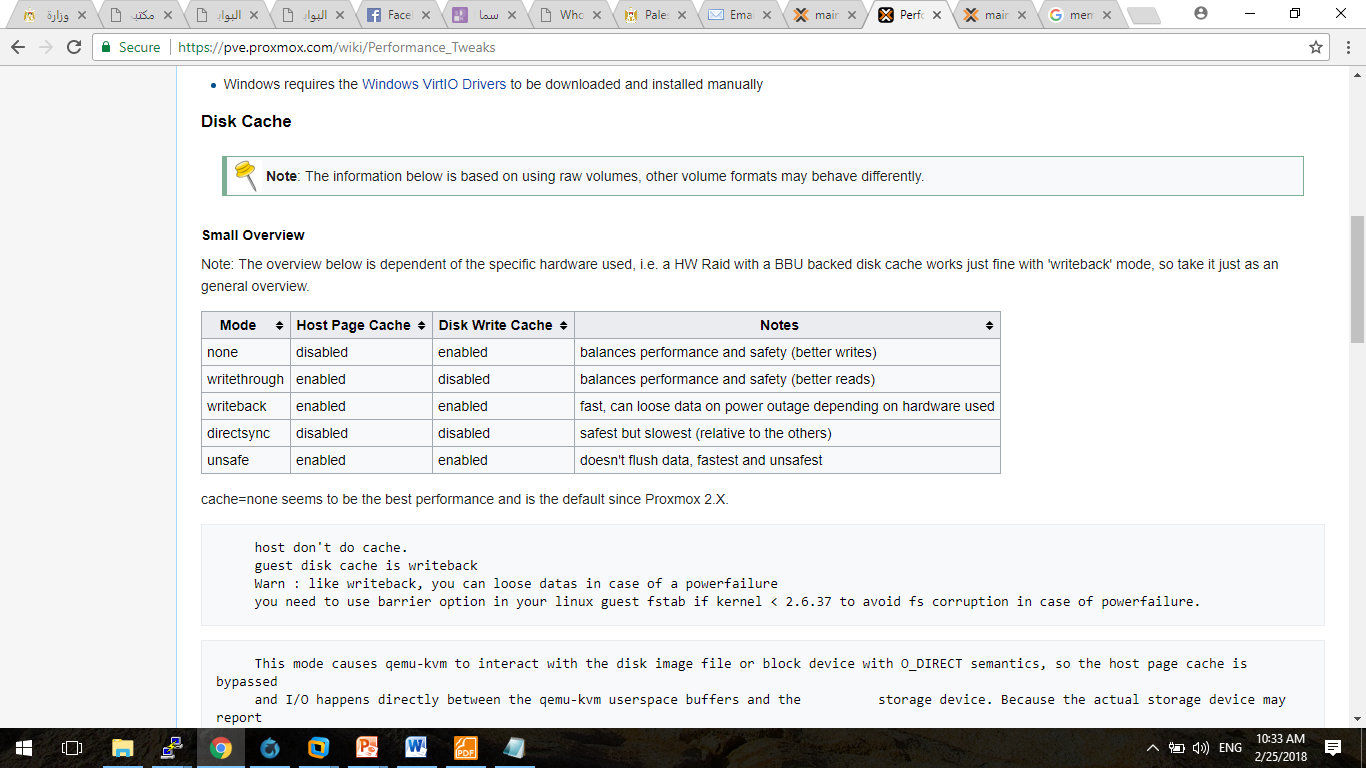 وزارة
مكتبـ
البوابـ
البوابـ
Face
سما
Who
Pale
Ema
mair
Perfo
mair
Secure
https://pve.proxmox.com/wiki/Performance_Tweaks
Windows requires the Windows VirtIO Drivers to be downloaded and installed manually
Disk Cache
Note: The information below is based on using raw volumes, other volume formats may behave differently.
Small Overview
Note: The overview below is dependent of the specific hardware used, i.e. a HW Raid with a BBU backed disk cache works just fine with 'writeback' mode, so take it just as an
general overview.
Mode Host Page Cache Disk Write Cache Notes
none disabled enabled balances performance and safety (better writes)
writethrough enabled disabled balances performance and safety (better reads)
writeback enabled enabled fast, can loose data on power outage depending on hardware used
directsync disabled disabled safest but slowest (relative to the others)
unsafe enabled enabled doesn't flush data, fastest and unsafest
cache=none seems to be the best performance and is the default since Proxmox 2.X.
host don't do cache.
guest disk cache is writeback
Warn : like writeback, you can loose datas in case of a powerfailure
you need to use barrier option in your linux guest fstab if kernel < 2.6.37 to avoid fs corruption in case of powerfailure.
This mode causes qemu-kvm to interact with the disk image file or block device with O_DIRECT semantics, so the host page cache is
bypassed
and I/O happens directly between the qemu-kvm userspace buffers and the storage device. Because the actual storage device may
report
ENG
10:33 AM
2/25/2018